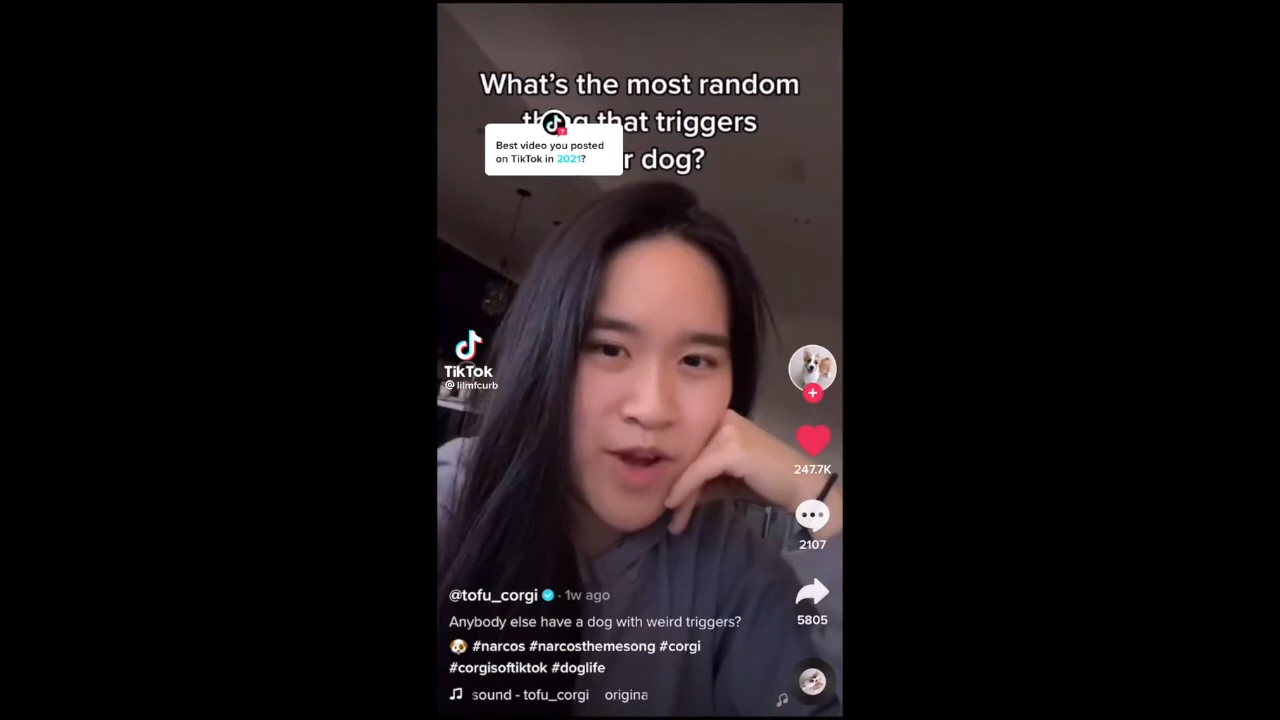 What's the most random
thing that triggers
r dog?
Best video you posted
on TikTok in 2021?
TikTok
@lilmfcurb
247.7K
2107
5805
@tofu_corgi · 1w ago
Anybody else have a dog with weird triggers?
#narcos #narcosthemesong #corgi
#corgisoftiktok #doglife
sound - tofu_corgi origina